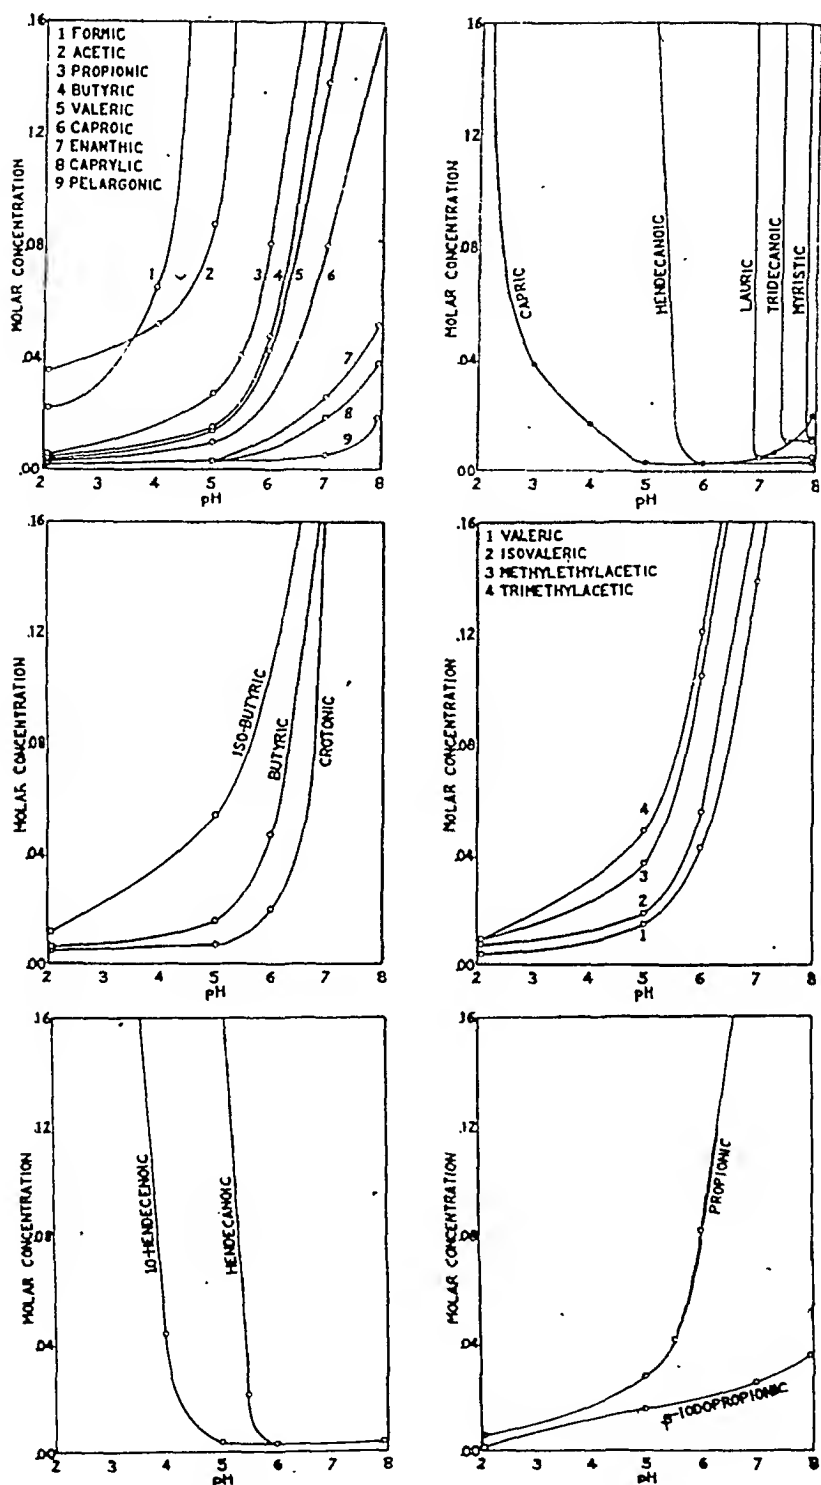 .16
.12
.08
.04
.00
MOLAR CONCENTRATION
1 FORMIC
2 ACETIC
3 PROPIONIC
4 BUTYRIC
5 VALERIC
6 CAPROIC
7 ENANTHIC
8 CAPRYLIC
9 PELARGONIC
1
2
3
4
5
6
7
8
9
2 3 4 5 6 7 8
pH
.16
.12
.08
.04
.00
MOLAR CONCENTRATION
CAPRIC
HENDECANOIC
LAURIC
TRIDECANOIC
MYRISTIC
2 3 4 5 6 7 8
pH
.16
.12
.08
.04
.00
MOLAR CONCENTRATION
ISO-BUTYRIC
BUTYRIC
CROTONIC
2 3 4 5 6 7 8
pH
.16
.12
.08
.04
.00
MOLAR CONCENTRATION
1 VALERIC
2 ISOVALERIC
3 METHYLETHYLACETIC
4 TRIMETHYLACETIC
4
3
2
1
2 3 4 5 6 7 8
pH
.16
.12
.08
.04
.00
MOLAR CONCENTRATION
10-HENDECENOIC
HENDECANOIC
2 3 4 5 6 7 8
pH
.16
.12
.08
.04
.00
MOLAR CONCENTRATION
PROPIONIC
β-IODOPROPIONIC
2 3 4 5 6 7 8
pH